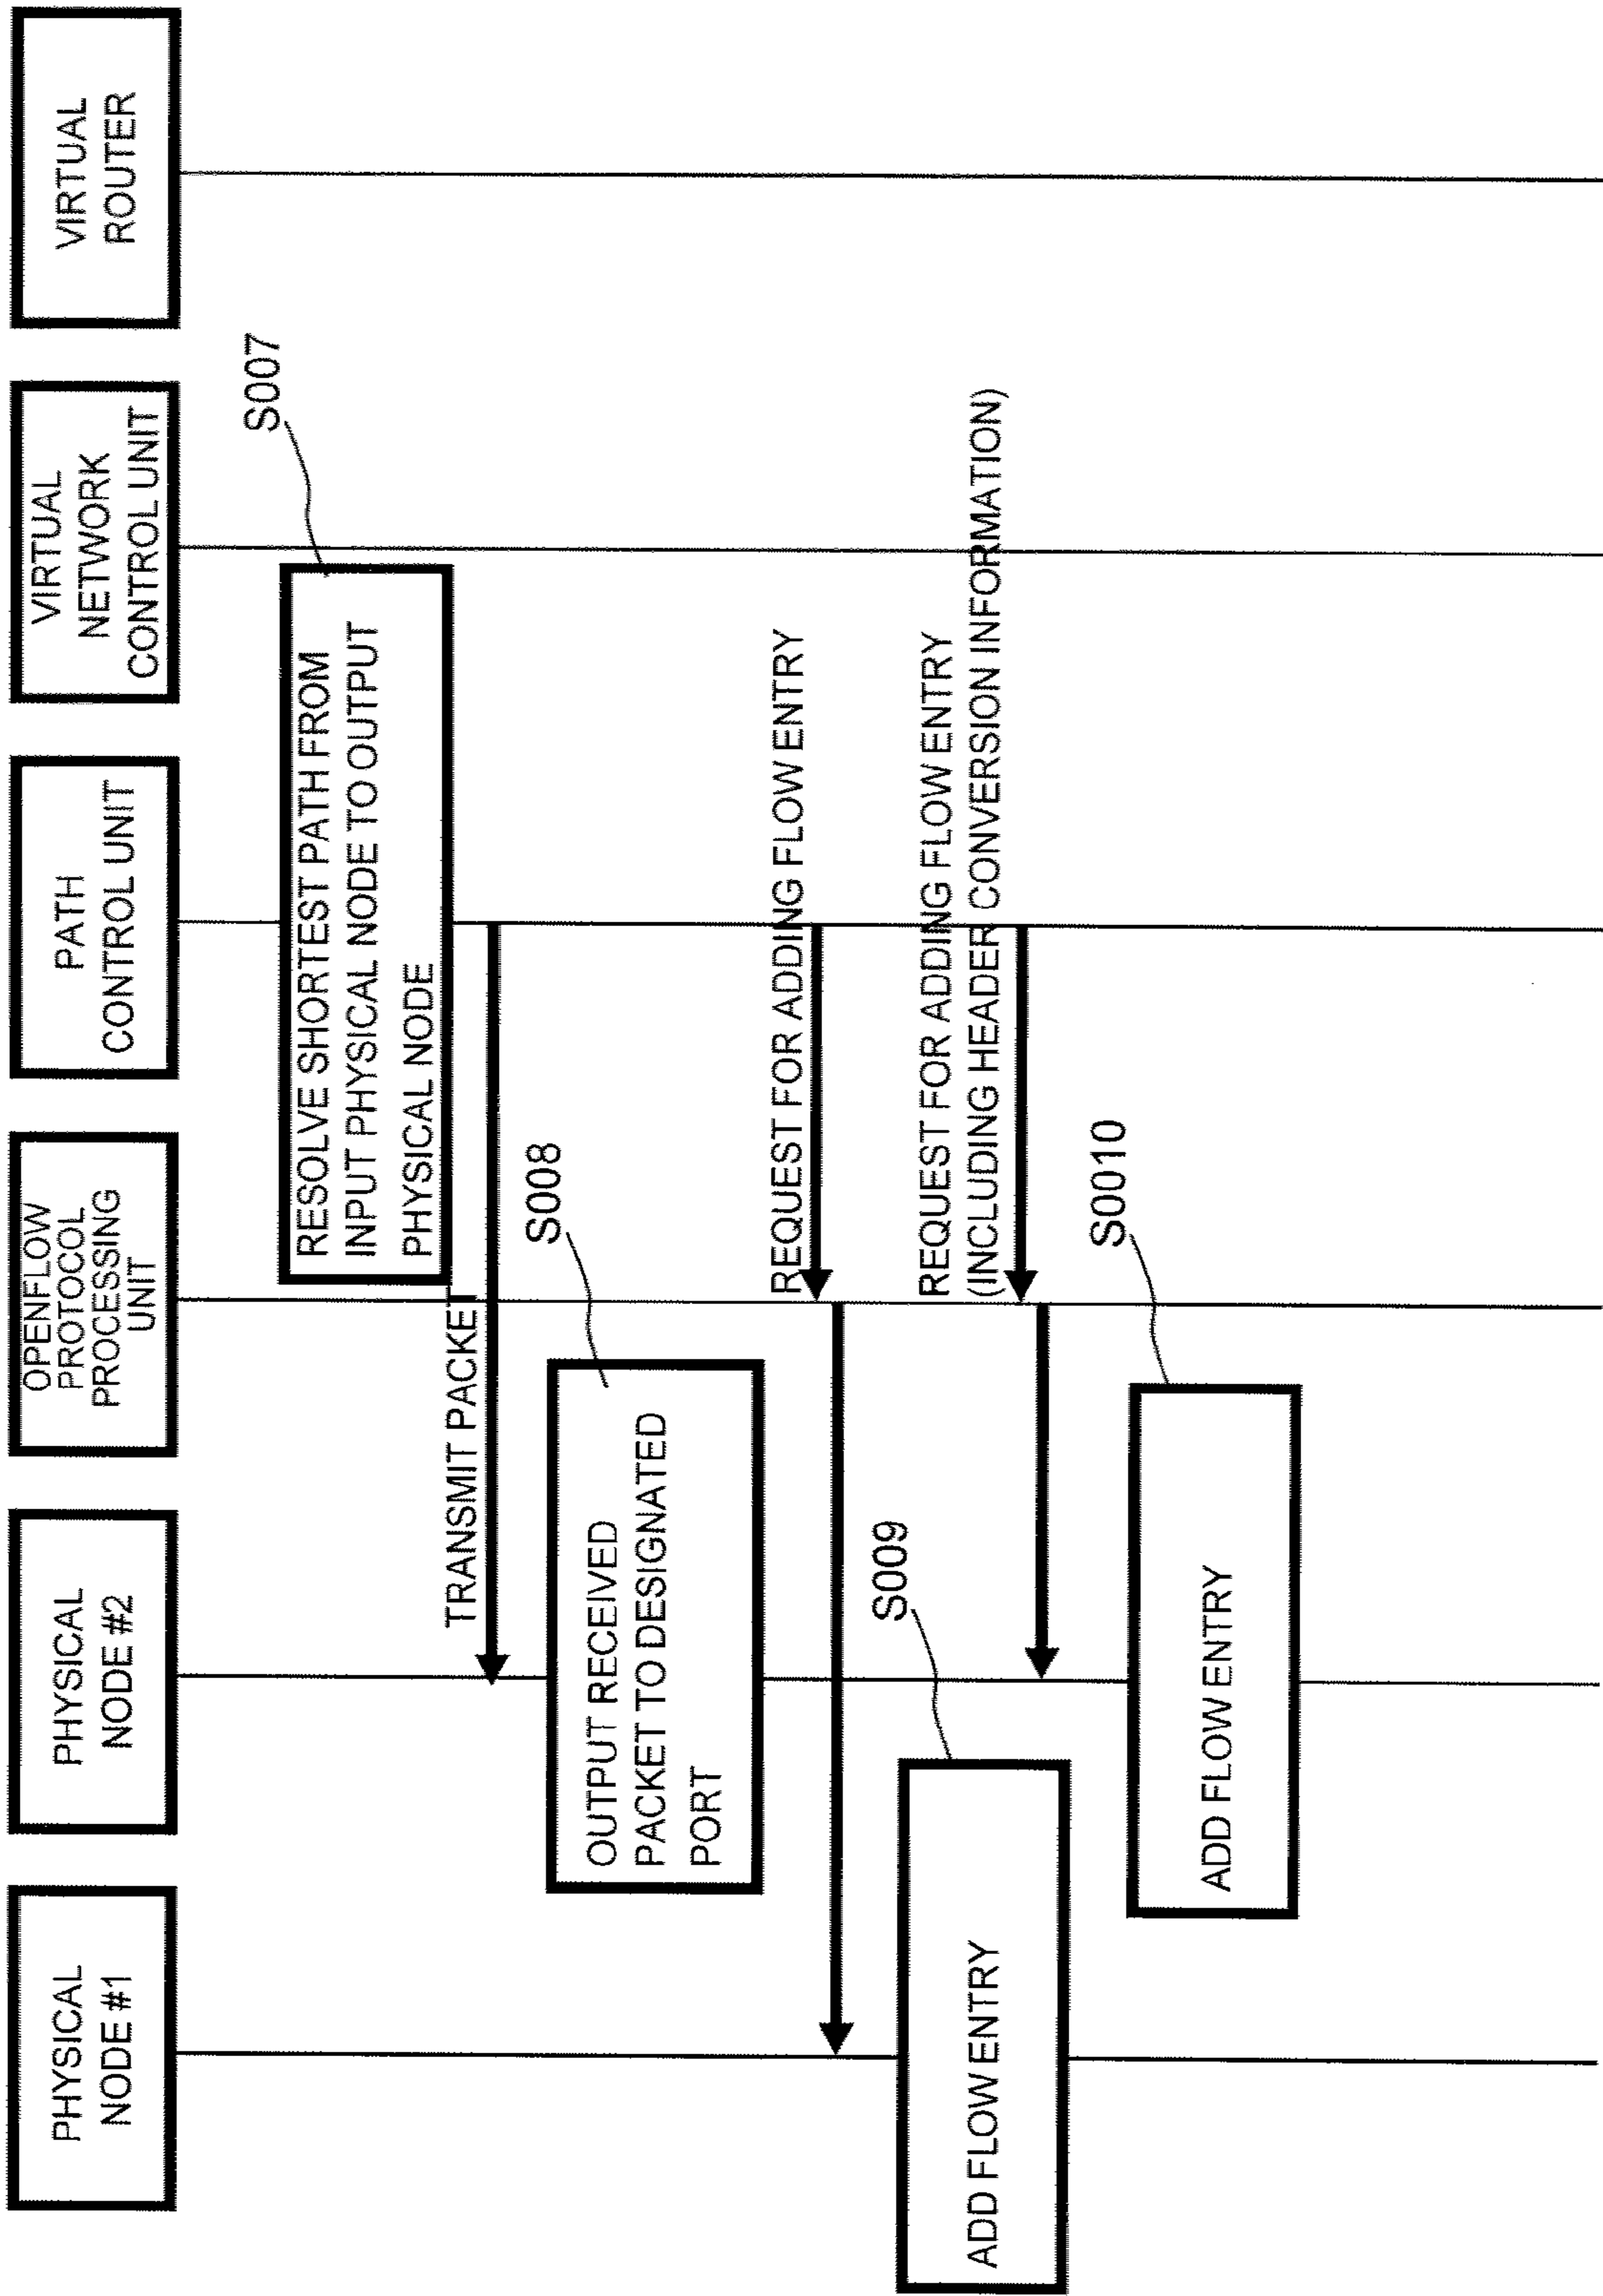 PHYSICAL
NODE #1
PHYSICAL
NODE #2
OPENFLOW
PROTOCOL
PROCESSING
UNIT
PATH
CONTROL UNIT
VIRTUAL
NETWORK
CONTROL UNIT
VIRTUAL
ROUTER
S007
RESOLVE SHORTEST PATH FROM
INPUT PHYSICAL NODE TO OUTPUT
PHYSICAL NODE
TRANSMIT PACKET
S008
OUTPUT RECEIVED
PACKET TO DESIGNATED
PORT
REQUEST FOR ADDING FLOW ENTRY
S009
ADD FLOW ENTRY
REQUEST FOR ADDING FLOW ENTRY
(INCLUDING HEADER CONVERSION INFORMATION)
S0010
ADD FLOW ENTRY